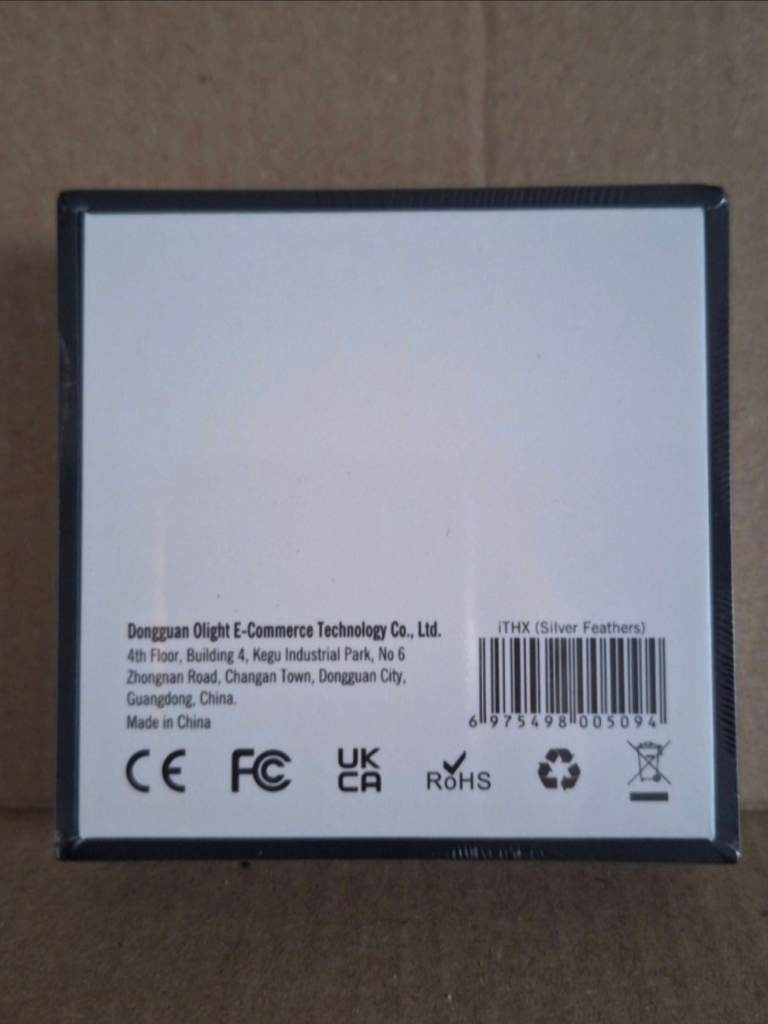 Dongguan Olight E-Commerce Technology Co., Ltd.
4th Floor, Building 4, Kegu Industrial Park, No 6
Zhongnan Road, Changan Town, Dongguan City,
Guangdong, China.
Made in China
iTHX (Silver Feathers)
6 975498 005094
CE
FC
UK
CA
RoHS